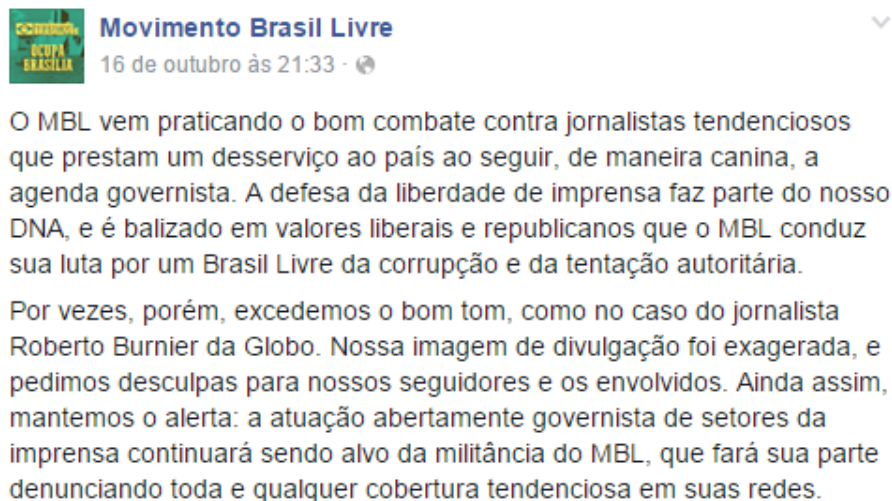 Movimento Brasil Livre
16 de outubro às 21:33 ·
OCUPA
BRASÍLIA
O MBL vem praticando o bom combate contra jornalistas tendenciosos
que prestam um desserviço ao país ao seguir, de maneira canina, a
agenda governista. A defesa da liberdade de imprensa faz parte do nosso
DNA, e é balizado em valores liberais e republicanos que o MBL conduz
sua luta por um Brasil Livre da corrupção e da tentação autoritária.
Por vezes, porém, excedemos o bom tom, como no caso do jornalista
Roberto Burnier da Globo. Nossa imagem de divulgação foi exagerada, e
pedimos desculpas para nossos seguidores e os envolvidos. Ainda assim,
mantemos o alerta: a atuação abertamente governista de setores da
imprensa continuará sendo alvo da militância do MBL, que fará sua parte
denunciando toda e qualquer cobertura tendenciosa em suas redes.